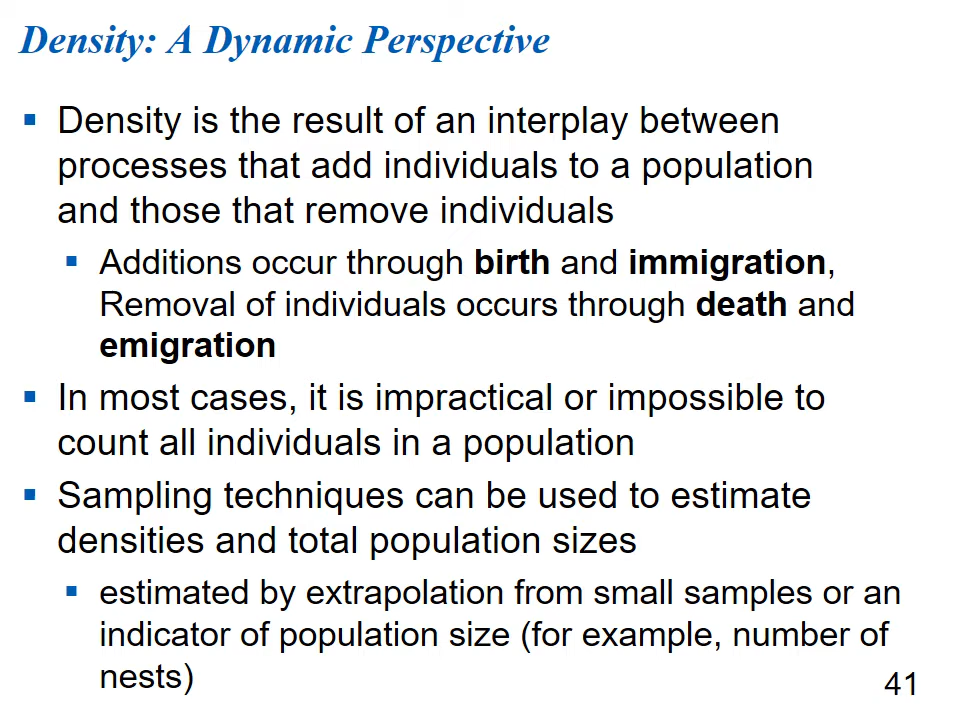 Density: A Dynamic Perspective
▪ Density is the result of an interplay between
processes that add individuals to a population
and those that remove individuals
▪ Additions occur through birth and immigration,
Removal of individuals occurs through death and
emigration
▪ In most cases, it is impractical or impossible to
count all individuals in a population
▪ Sampling techniques can be used to estimate
densities and total population sizes
▪ estimated by extrapolation from small samples or an
indicator of population size (for example, number of
nests)
41